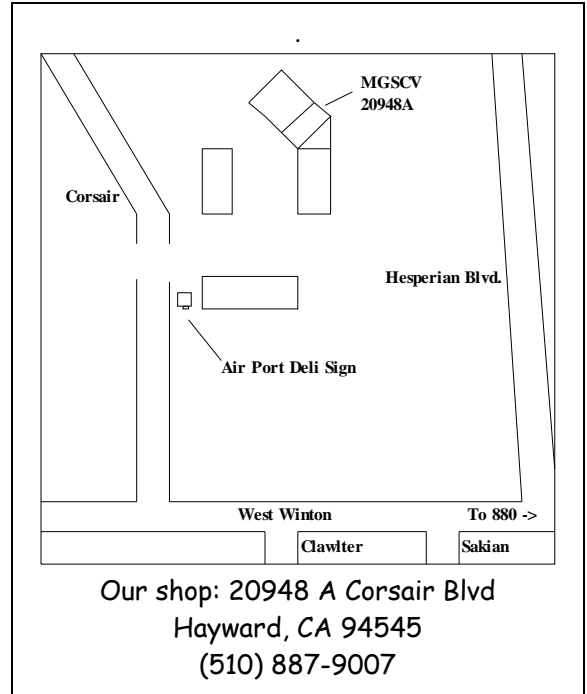 .
MGSCV
20948A
Corsair
Hesperian Blvd.
Air Port Deli Sign
West Winton
To 880 ->
Clawlter
Sakian
Our shop: 20948 A Corsair Blvd
Hayward, CA 94545
(510) 887-9007